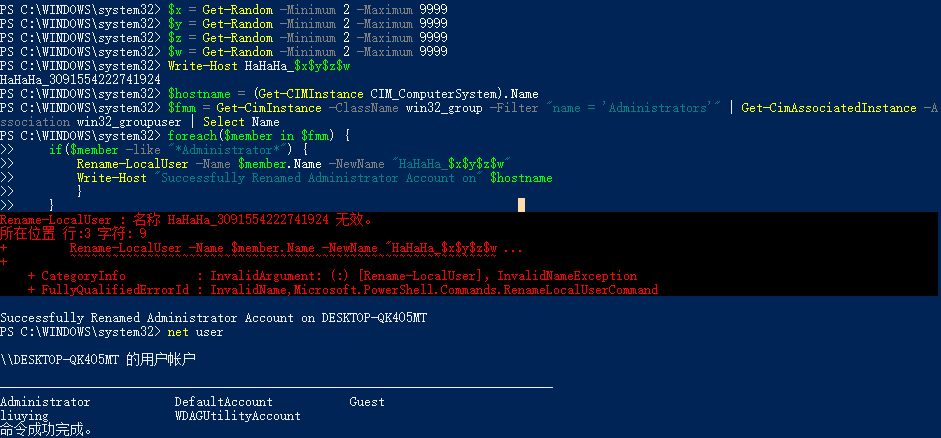 PS C:\WINDOWS\system32> $x = Get-Random -Minimum 2 -Maximum 9999
PS C:\WINDOWS\system32> $y = Get-Random -Minimum 2 -Maximum 9999
PS C:\WINDOWS\system32> $z = Get-Random -Minimum 2 -Maximum 9999
PS C:\WINDOWS\system32> $w = Get-Random -Minimum 2 -Maximum 9999
PS C:\WINDOWS\system32> Write-Host HaHaHa_$x$y$z$w
HaHaHa_3091554222741924
PS C:\WINDOWS\system32> $hostname = (Get-CIMInstance CIM_ComputerSystem).Name
PS C:\WINDOWS\system32> $fmm = Get-CimInstance -ClassName win32_group -Filter "name = 'Administrators'" | Get-CimAssociatedInstance -A
ssociation win32_groupuser | Select Name
PS C:\WINDOWS\system32> foreach($member in $fmm) {
>>     if($member -like "*Administrator*") {
>>         Rename-LocalUser -Name $member.Name -NewName "HaHaHa_$x$y$z$w"
>>         Write-Host "Successfully Renamed Administrator Account on" $hostname
>>         }
>>     }
Rename-LocalUser : 名称 HaHaHa_3091554222741924 无效。
所在位置 行:3 字符: 9
+         Rename-LocalUser -Name $member.Name -NewName "HaHaHa_$x$y$z$w ...
+         ~~~~~~~~~~~~~~~~~~~~~~~~~~~~~~~~~~~~~~~~~~~~~~~~~~~~~~~~~~~~~
    + CategoryInfo          : InvalidArgument: (:) [Rename-LocalUser], InvalidNameException
    + FullyQualifiedErrorId : InvalidName,Microsoft.PowerShell.Commands.RenameLocalUserCommand
Successfully Renamed Administrator Account on DESKTOP-QK405MT
PS C:\WINDOWS\system32> net user
\\DESKTOP-QK405MT 的用户帐户
-------------------------------------------------------------------------------
Administrator            DefaultAccount           Guest
liuying                  WDAGUtilityAccount
命令成功完成。